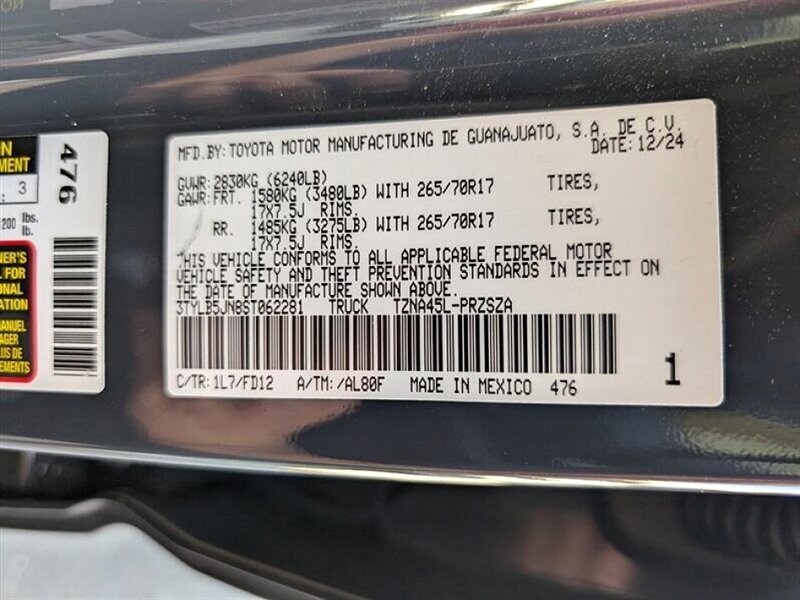 MFD. BY: TOYOTA MOTOR MANUFACTURING DE GUANAJUATO, S.A. DE C.V.
DATE: 12/24
GVWR: 2830KG (6240LB)
GAWR: FRT. 1580KG (3480LB) WITH 265/70R17 TIRES,
17X7.5J RIMS.
RR. 1485KG (3275LB) WITH 265/70R17 TIRES,
17X7.5J RIMS.
THIS VEHICLE CONFORMS TO ALL APPLICABLE FEDERAL MOTOR
VEHICLE SAFETY AND THEFT PREVENTION STANDARDS IN EFFECT ON
THE DATE OF MANUFACTURE SHOWN ABOVE.
3TYLB5JN8ST062281 TRUCK TZNA45L-PRZSZA
C/TR: 1L7/FD12 A/TM: /AL80F MADE IN MEXICO 476
1
476
3
1200 lbs.
lb.